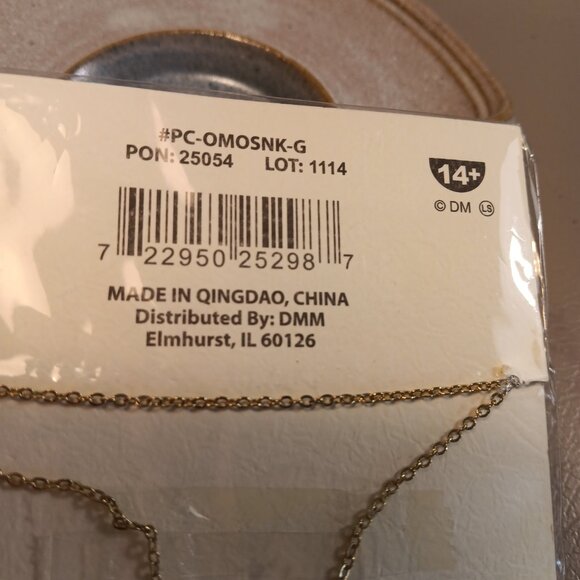 #PC-OMOSNK-G
PON: 25054 LOT: 1114
14+
© DM LS
7 22950 25298 7
MADE IN QINGDAO, CHINA
Distributed By: DMM
Elmhurst, IL 60126